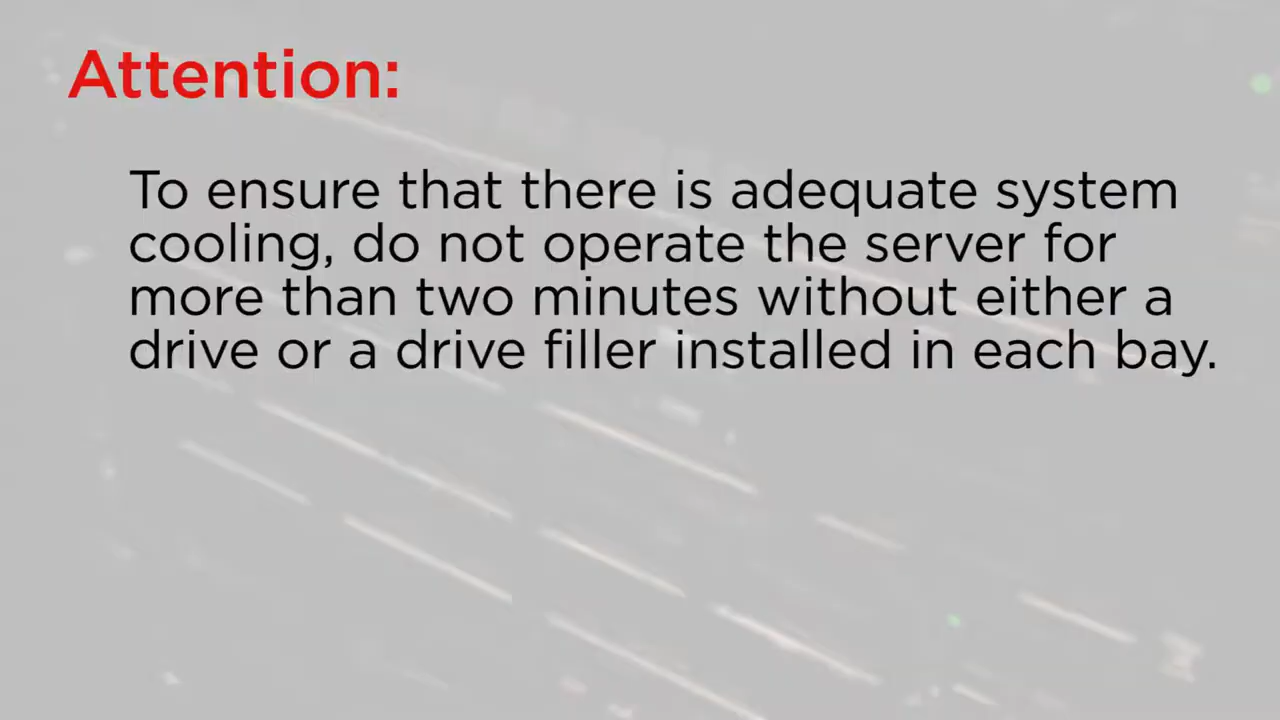 Attention:
To ensure that there is adequate system
cooling, do not operate the server for
more than two minutes without either a
drive or a drive filler installed in each bay.